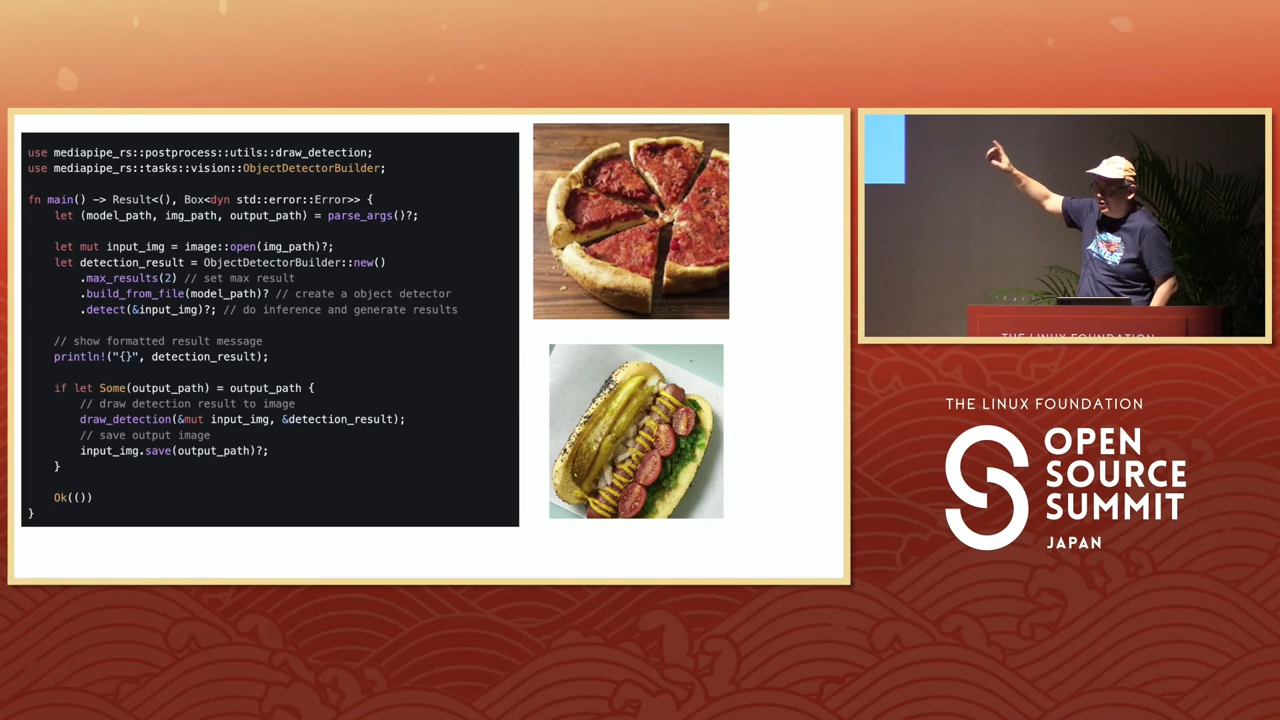 use mediapipe_rs::postprocess::utils::draw_detection;
use mediapipe_rs::tasks::vision::ObjectDetectorBuilder;
fn main() -> Result<(), Box<dyn std::error::Error>> {
let (model_path, img_path, output_path) = parse_args()?;
let mut input_img = image::open(img_path)?;
let detection_result = ObjectDetectorBuilder::new()
.max_results(2) // set max result
.build_from_file(model_path)? // create a object detector
.detect(&input_img)?; // do inference and generate results
// show formatted result message
println!("{}", detection_result);
if let Some(output_path) = output_path {
// draw detection result to image
draw_detection(&mut input_img, &detection_result);
// save output image
input_img.save(output_path)?;
}
Ok(())
}
THE LINUX FOUNDATION
THE LINUX FOUNDATION
OPEN
SOURCE
SUMMIT
JAPAN